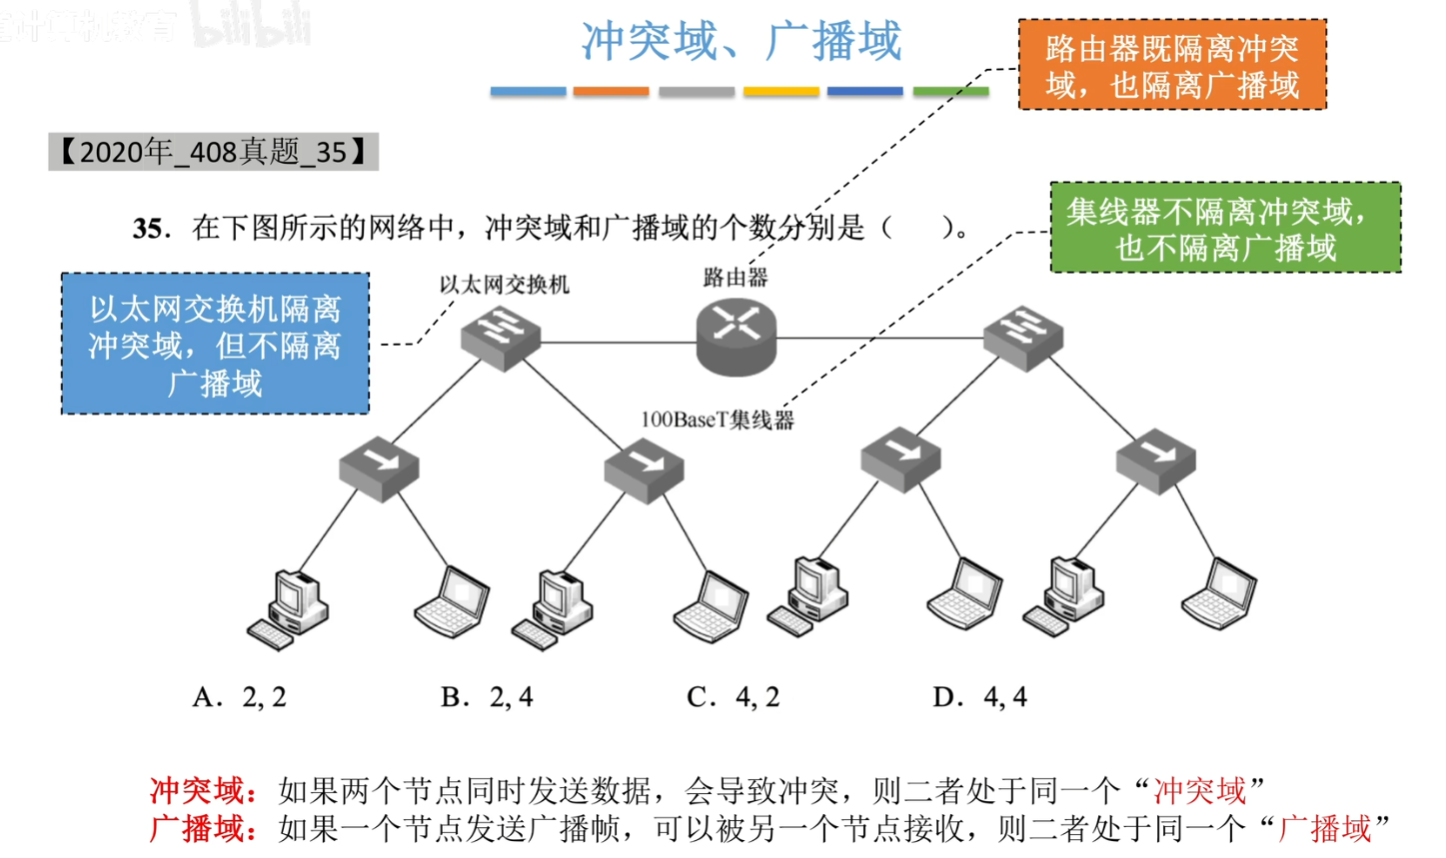 计算机教育 bilibili
冲突域、广播域
路由器既隔离冲突
域，也隔离广播域
【2020年_408真题_35】
集线器不隔离冲突域，
也不隔离广播域
35. 在下图所示的网络中，冲突域和广播域的个数分别是（ ）。
以太网交换机
路由器
以太网交换机隔离
冲突域，但不隔离
广播域
100BaseT集线器
A. 2, 2 B. 2, 4 C. 4, 2 D. 4, 4
冲突域：如果两个节点同时发送数据，会导致冲突，则二者处于同一个“冲突域”
广播域：如果一个节点发送广播帧，可以被另一个节点接收，则二者处于同一个“广播域”